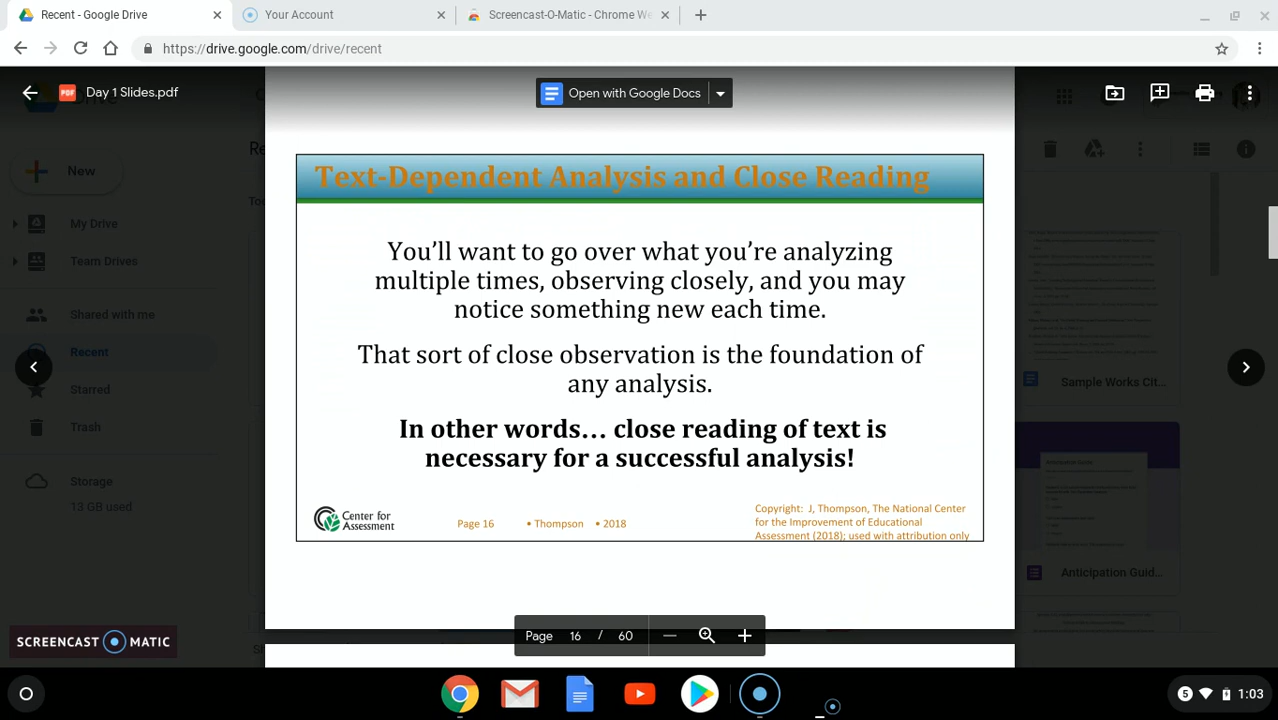 Recent - Google Drive
Your Account
Screencast-O-Matic - Chrome We
https://drive.google.com/drive/recent
PDF
Day 1 Slides.pdf
Open with Google Docs
New
My Drive
Team Drives
Shared with me
Recent
Starred
Trash
Storage
13 GB used
Text-Dependent Analysis and Close Reading
You'll want to go over what you're analyzing
multiple times, observing closely, and you may
notice something new each time.
That sort of close observation is the foundation of
any analysis.
In other words… close reading of text is
necessary for a successful analysis!
Center for
Assessment
Page 16 • Thompson • 2018
Copyright: J, Thompson, The National Center
for the Improvement of Educational
Assessment (2018); used with attribution only
Sample Works Cit...
Anticipation Guid...
Page 16 / 60
SCREENCAST MATIC
5
1:03